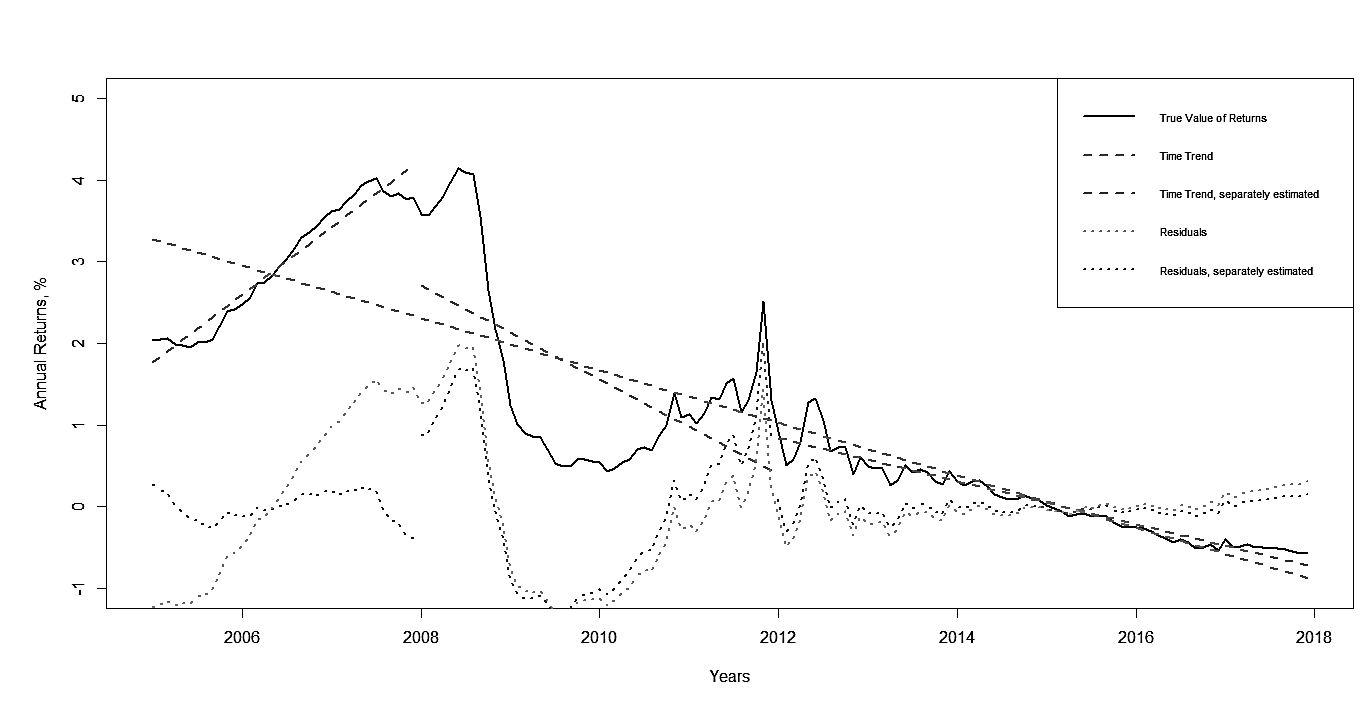 5
4
3
2
1
0
-1
Annual Returns, %
True Value of Returns
Time Trend
Time Trend, separately estimated
Residuals
Residuals, separately estimated
2006 2008 2010 2012 2014 2016 2018
Years